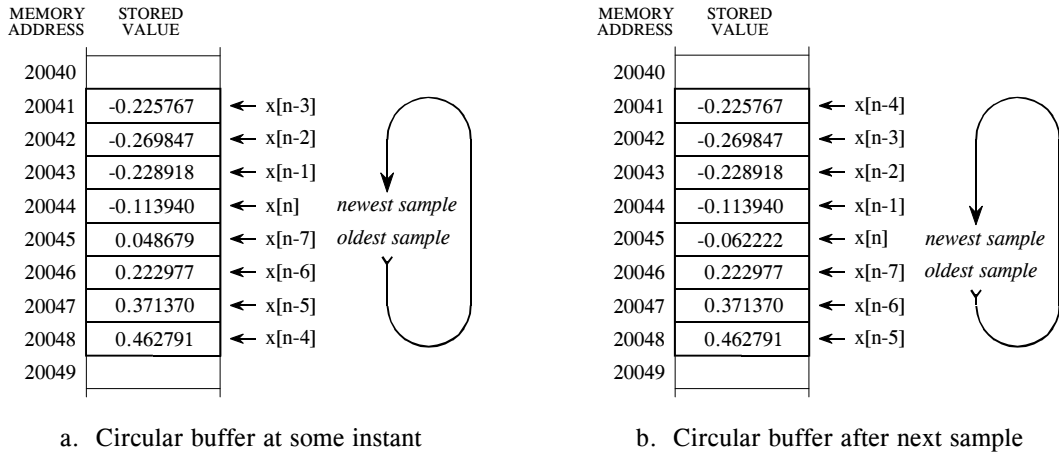 MEMORY ADDRESS STORED VALUE
20040
20041 -0.225767 x[n-3]
20042 -0.269847 x[n-2]
20043 -0.228918 x[n-1]
20044 -0.113940 x[n] newest sample
20045 0.048679 x[n-7] oldest sample
20046 0.222977 x[n-6]
20047 0.371370 x[n-5]
20048 0.462791 x[n-4]
20049
a. Circular buffer at some instant
MEMORY ADDRESS STORED VALUE
20040
20041 -0.225767 x[n-4]
20042 -0.269847 x[n-3]
20043 -0.228918 x[n-2]
20044 -0.113940 x[n-1]
20045 -0.062222 x[n] newest sample
20046 0.222977 x[n-7] oldest sample
20047 0.371370 x[n-6]
20048 0.462791 x[n-5]
20049
b. Circular buffer after next sample